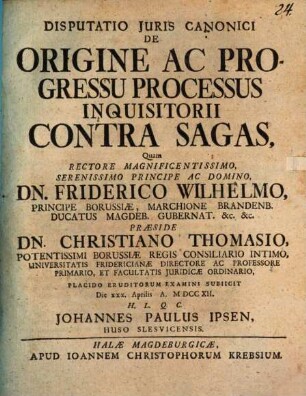 24.
DISPUTATIO JURIS CANONICI
DE
ORIGINE AC PRO-
GRESSU PROCESSUS
INQUISITORII
CONTRA SAGAS,
Quam
RECTORE MAGNIFICENTISSIMO,
SERENISSIMO PRINCIPE AC DOMINO,
DN. FRIDERICO WILHELMO,
PRINCIPE BORUSSIÆ, MARCHIONE BRANDENB.
DUCATUS MAGDEB. GUBERNAT. &c. &c.
PRÆSIDE
DN. CHRISTIANO THOMASIO,
POTENTISSIMI BORUSSIÆ REGIS CONSILIARIO INTIMO,
UNIVERSITATIS FRIDERICIANÆ DIRECTORE AC PROFESSORE
PRIMARIO, ET FACULTATIS JURIDICÆ ORDINARIO,
PLACIDO ERUDITORUM EXAMINI SUBJICIT
Die xxx. Aprilis A. M DCC XII.
H. L. Q. C.
JOHANNES PAULUS IPSEN,
HUSO SLESVICENSIS.
HALÆ MAGDEBURGICÆ,
APUD IOANNEM CHRISTOPHORUM KREBSIUM.